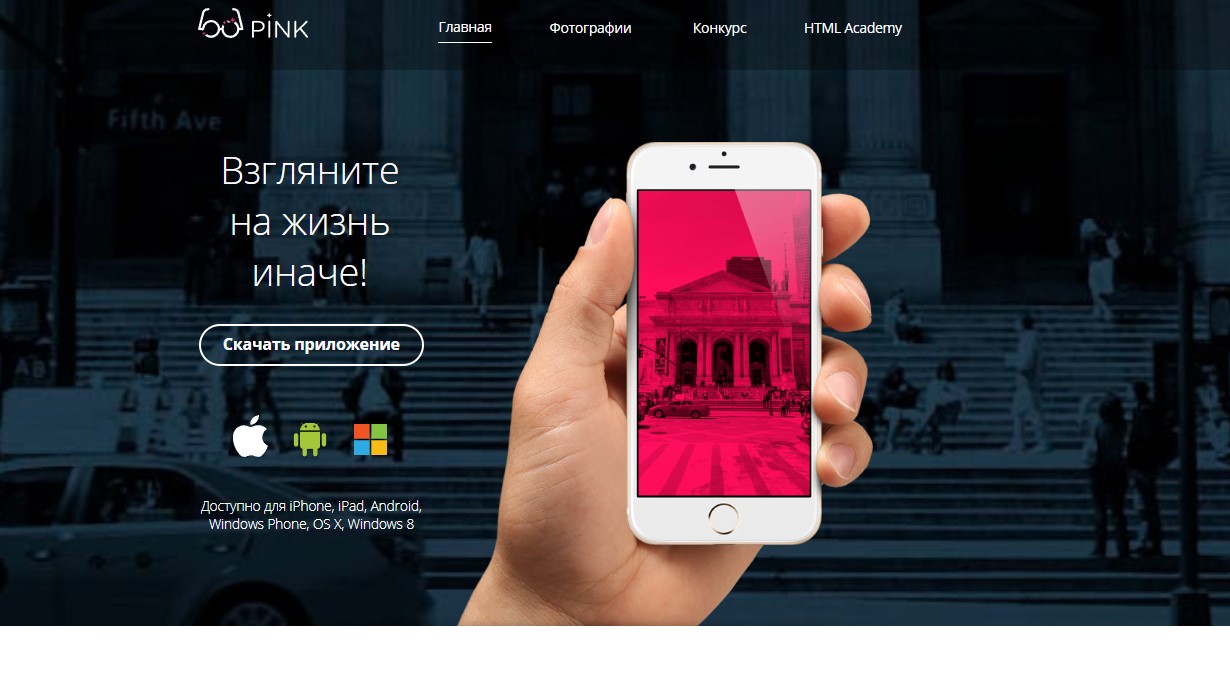 PINK
Главная
Фотографии
Конкурс
HTML Academy
Fifth Ave
Взгляните
на жизнь
иначе!
Скачать приложение
AB
Доступно для iPhone, iPad, Android,
Windows Phone, OS X, Windows 8